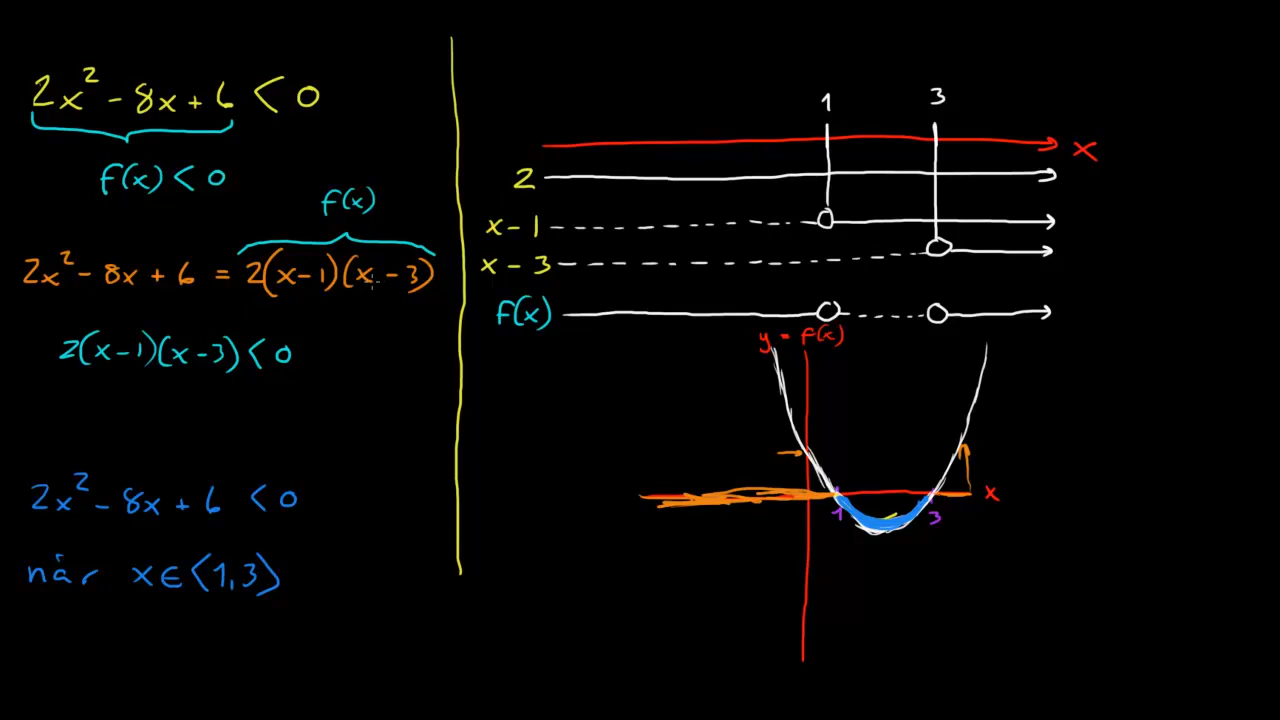 2x² - 8x + 6 < 0
f(x) < 0
f(x)
2x² - 8x + 6 = 2(x-1)(x-3)
2(x-1)(x-3) < 0
2x² - 8x + 6 < 0
når x ∈ ⟨1,3⟩
1 3
x
2
x-1
x-3
f(x)
y = f(x)
x
1 3